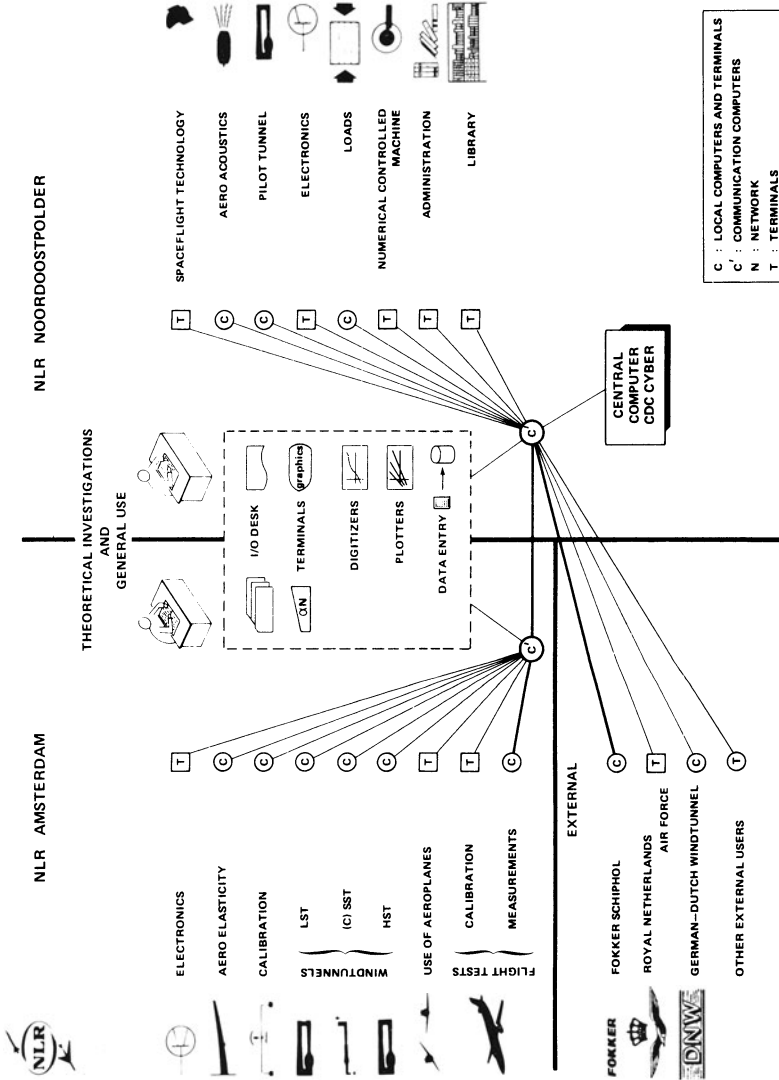 NLR
NLR AMSTERDAM
THEORETICAL INVESTIGATIONS
AND
GENERAL USE
NLR NOORDOOSTPOLDER
ELECTRONICS
T
AERO ELASTICITY
C
CALIBRATION
C
WINDTUNNELS
LST
C
(C) SST
C
HST
C
USE OF AEROPLANES
T
FLIGHT TESTS
CALIBRATION
T
MEASUREMENTS
C
C'
I/O DESK
αN
TERMINALS
graphics
DIGITIZERS
PLOTTERS
DATA ENTRY
T
SPACEFLIGHT TECHNOLOGY
C
AERO ACOUSTICS
C
PILOT TUNNEL
T
ELECTRONICS
C
LOADS
T
NUMERICAL CONTROLLED
MACHINE
T
ADMINISTRATION
T
LIBRARY
C
CENTRAL
COMPUTER
CDC CYBER
EXTERNAL
FOKKER
FOKKER SCHIPHOL
C
ROYAL NETHERLANDS
AIR FORCE
T
DNW
GERMAN–DUTCH WINDTUNNEL
C
OTHER EXTERNAL USERS
T
C : LOCAL COMPUTERS AND TERMINALS
C' : COMMUNICATION COMPUTERS
N : NETWORK
T : TERMINALS